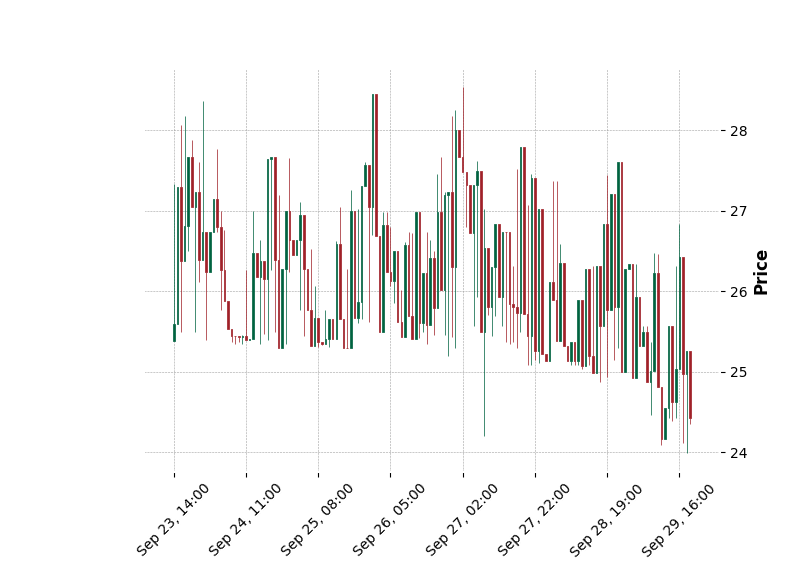 28
27
26
25
24
Price
Sep 23, 14:00
Sep 24, 11:00
Sep 25, 08:00
Sep 26, 05:00
Sep 27, 02:00
Sep 27, 22:00
Sep 28, 19:00
Sep 29, 16:00